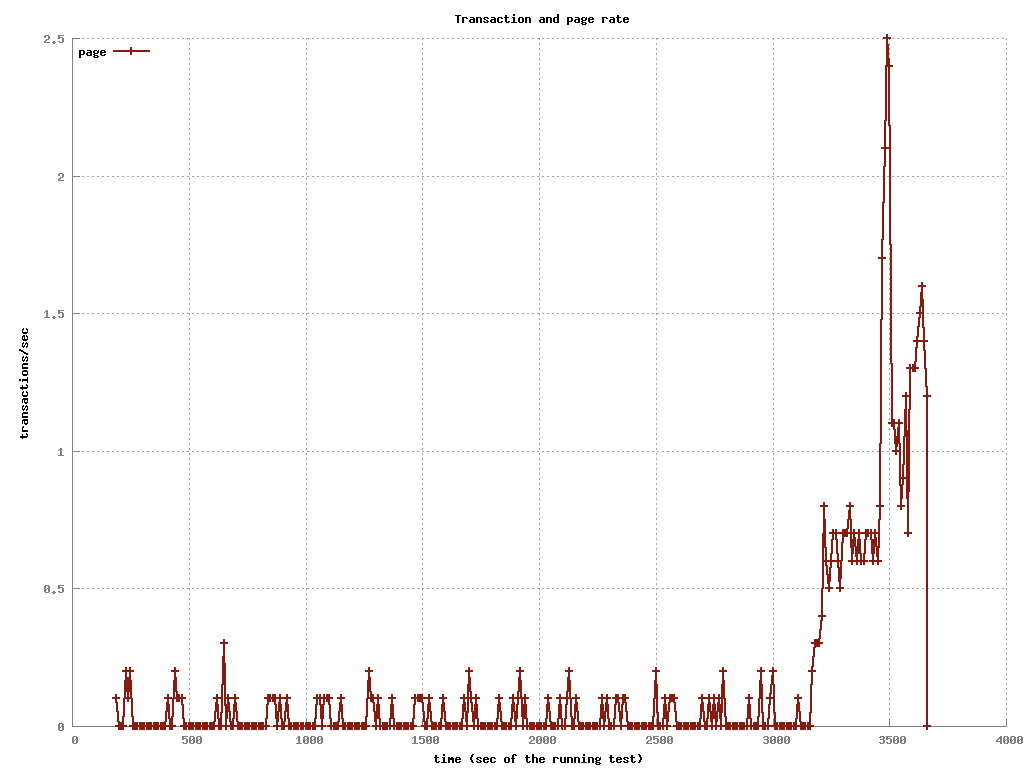 Transaction and page rate
page
2.5
2
1.5
1
0.5
0
transactions/sec
0 500 1000 1500 2000 2500 3000 3500 4000
time (sec of the running test)